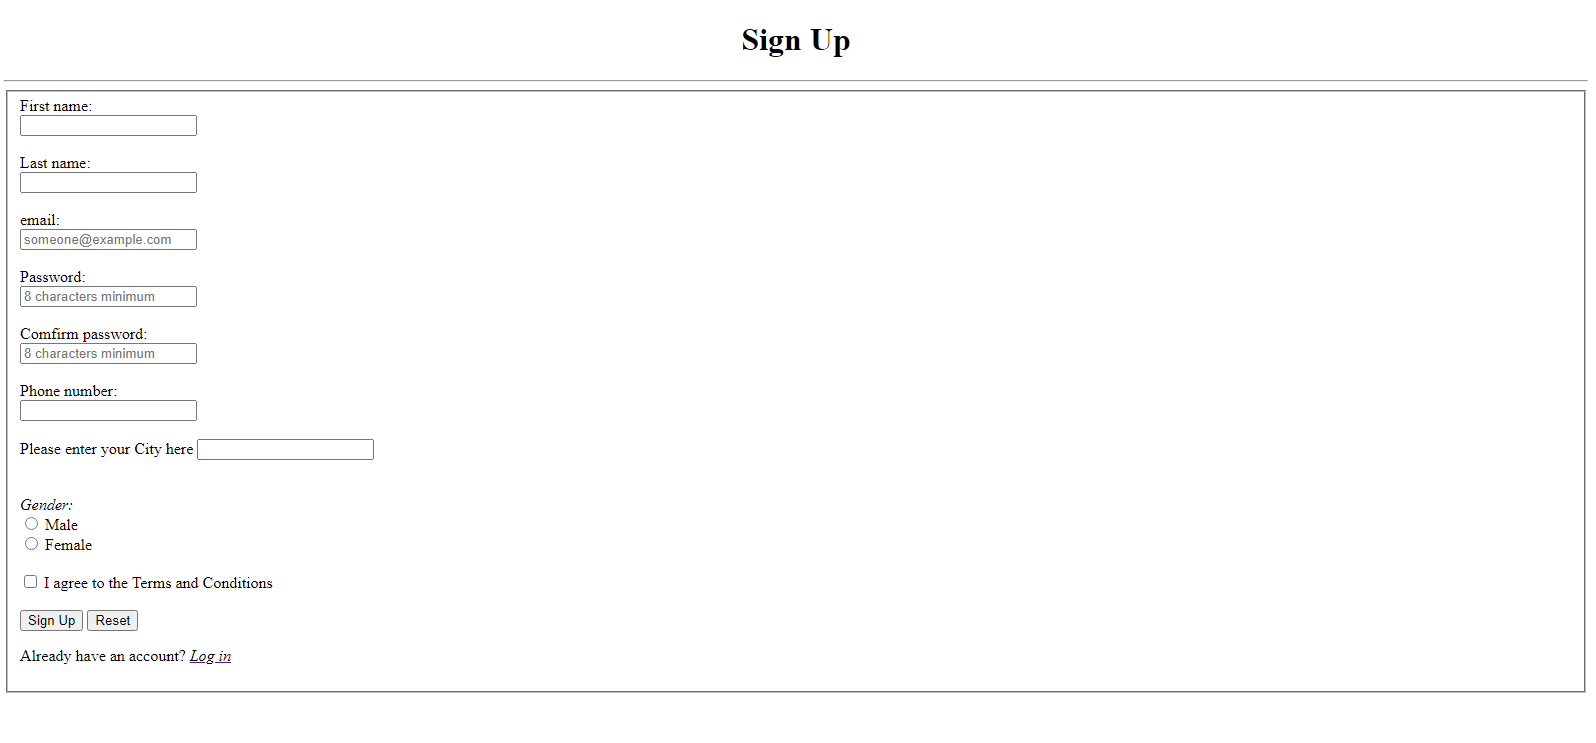 Sign Up
First name:
Last name:
email:
someone@example.com
Password:
8 characters minimum
Comfirm password:
8 characters minimum
Phone number:
Please enter your City here
Gender:
Male
Female
I agree to the Terms and Conditions
Sign Up Reset
Already have an account? Log in